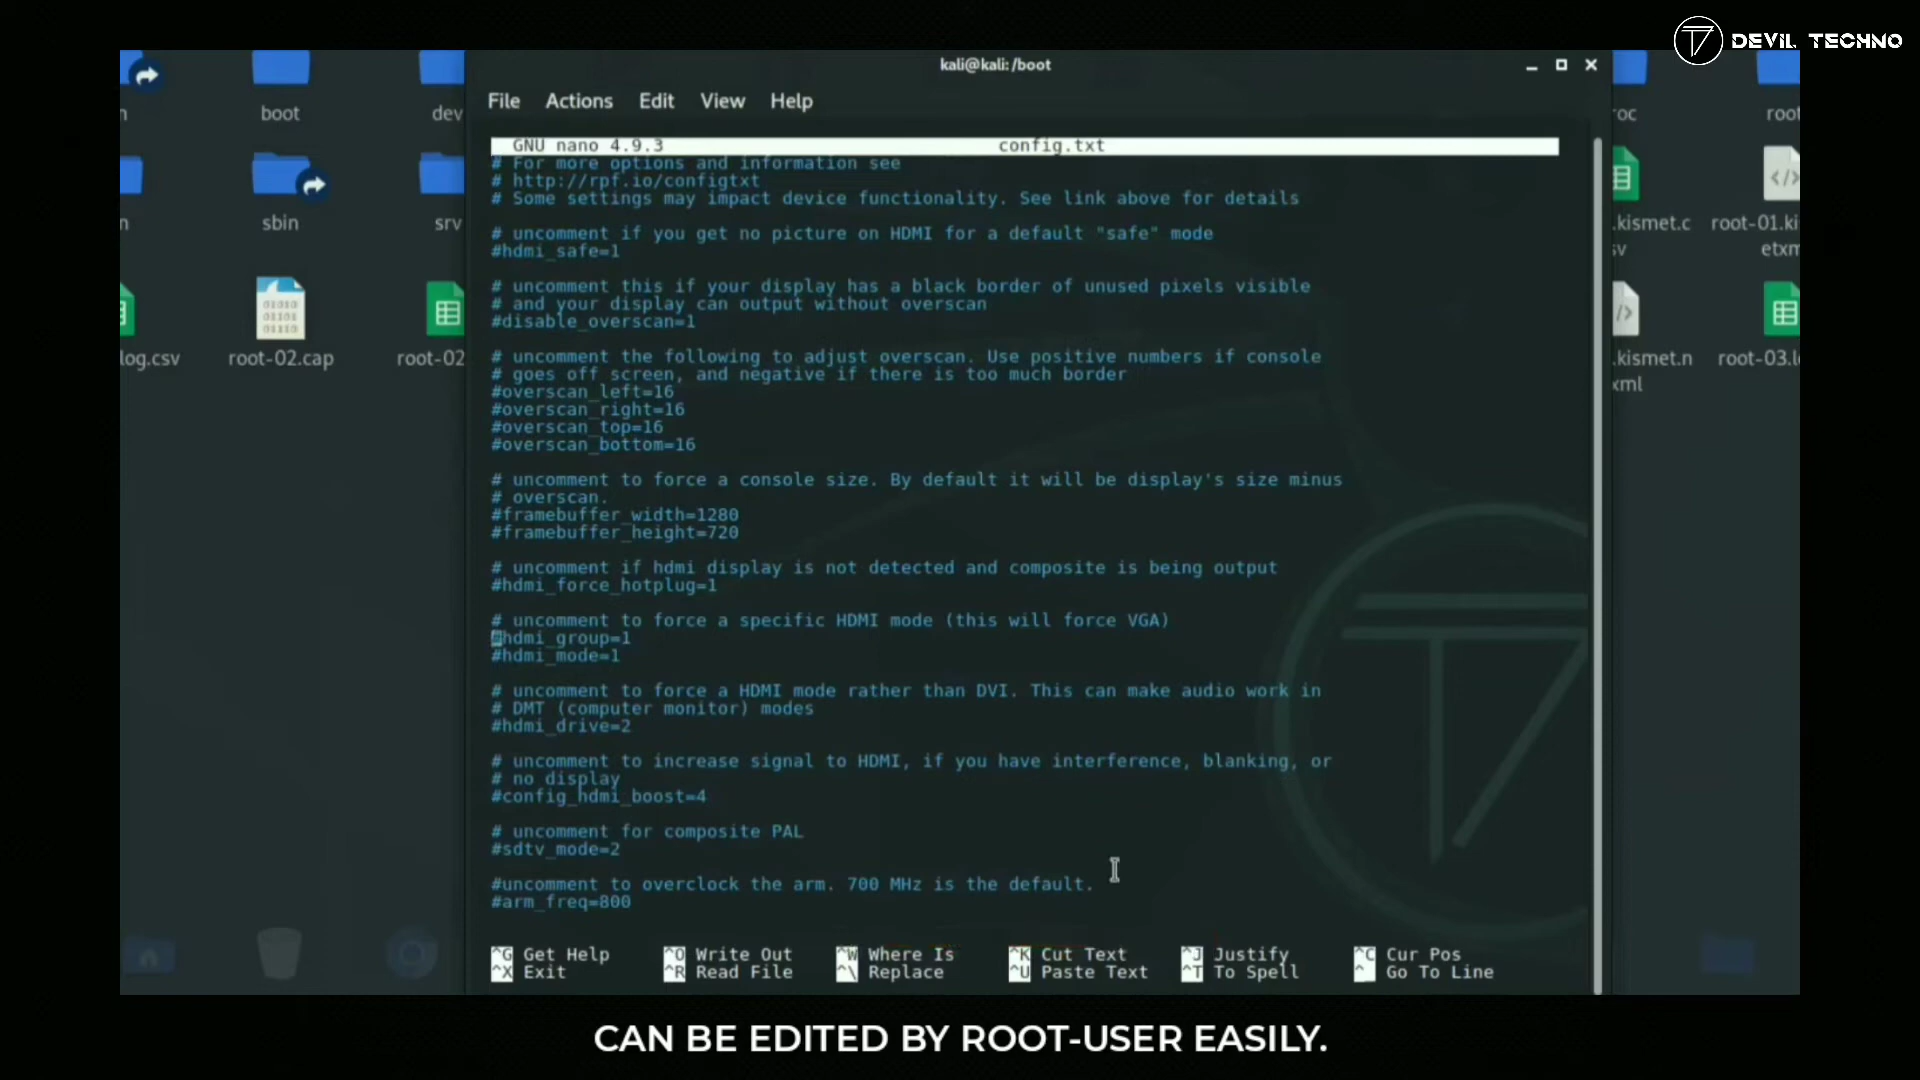 DEVIL TECHNO
kali@kali:/boot
boot
dev
roc
root
File Actions Edit View Help
GNU nano 4.9.3 config.txt
# For more options and information see
# http://rpf.io/configtxt
# Some settings may impact device functionality. See link above for details
sbin
srv
.kismet.c
sv
root-01.ki
etxm
# uncomment if you get no picture on HDMI for a default "safe" mode
#hdmi_safe=1
# uncomment this if your display has a black border of unused pixels visible
# and your display can output without overscan
#disable_overscan=1
log.csv
root-02.cap
root-02
.kismet.n
xml
root-03.l
# uncomment the following to adjust overscan. Use positive numbers if console
# goes off screen, and negative if there is too much border
#overscan_left=16
#overscan_right=16
#overscan_top=16
#overscan_bottom=16
# uncomment to force a console size. By default it will be display's size minus
# overscan.
#framebuffer_width=1280
#framebuffer_height=720
# uncomment if hdmi display is not detected and composite is being output
#hdmi_force_hotplug=1
# uncomment to force a specific HDMI mode (this will force VGA)
#hdmi_group=1
#hdmi_mode=1
# uncomment to force a HDMI mode rather than DVI. This can make audio work in
# DMT (computer monitor) modes
#hdmi_drive=2
# uncomment to increase signal to HDMI, if you have interference, blanking, or
# no display
#config_hdmi_boost=4
# uncomment for composite PAL
#sdtv_mode=2
#uncomment to overclock the arm. 700 MHz is the default.
#arm_freq=800
^G Get Help ^O Write Out ^W Where Is ^K Cut Text ^J Justify ^C Cur Pos
^X Exit ^R Read File ^\ Replace ^U Paste Text ^T To Spell ^_ Go To Line
CAN BE EDITED BY ROOT-USER EASILY.